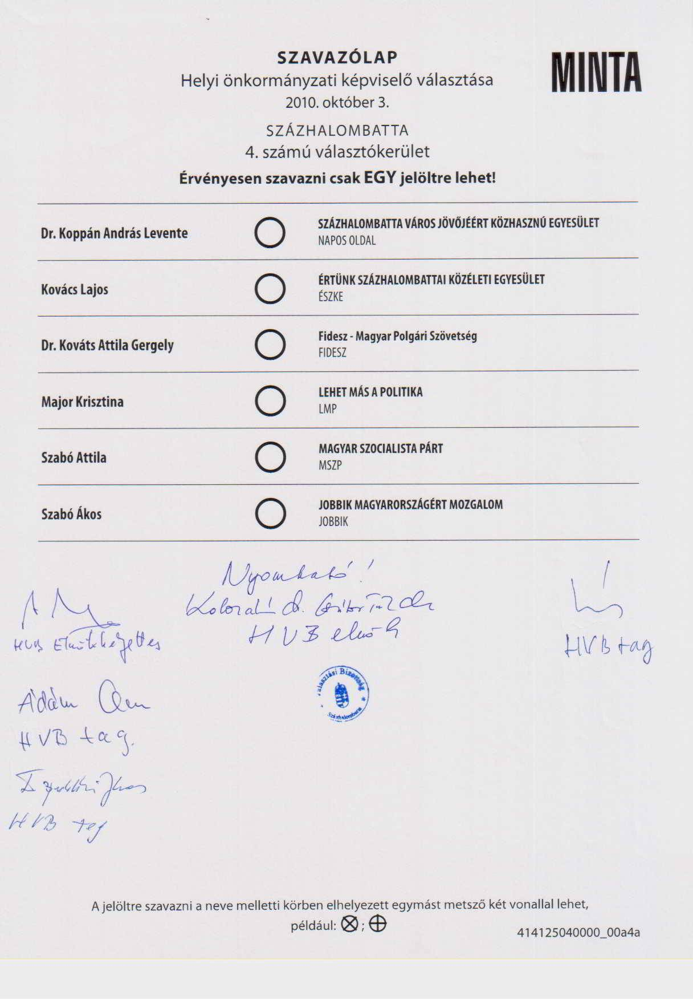 SZAVAZÓLAP
MINTA
Helyi önkormányzati képviselő választása
2010. október 3.
SZÁZHALOMBATTA
4. számú választókerület
Érvényesen szavazni csak EGY jelöltre lehet!
Dr. Koppán András Levente
SZÁZHALOMBATTA VÁROS JÖVŐJÉÉRT KÖZHASZNÚ EGYESÜLET
NAPOS OLDAL
Kovács Lajos
ÉRTÜNK SZÁZHALOMBATTAI KÖZÉLETI EGYESÜLET
ÉSZKE
Dr. Kováts Attila Gergely
Fidesz - Magyar Polgári Szövetség
FIDESZ
Major Krisztina
LEHET MÁS A POLITIKA
LMP
Szabó Attila
MAGYAR SZOCIALISTA PÁRT
MSZP
Szabó Ákos
JOBBIK MAGYARORSZÁGÉRT MOZGALOM
JOBBIK
Nyomható!
HVB elnök
HVB Elnökhelyettes
HVB tag
Ádám
HVB tag.
HVB tag
Választási Bizottság
Százhalombatta
A jelöltre szavazni a neve melletti körben elhelyezett egymást metsző két vonallal lehet,
például: ⊗ ; ⊕
414125040000_00a4a